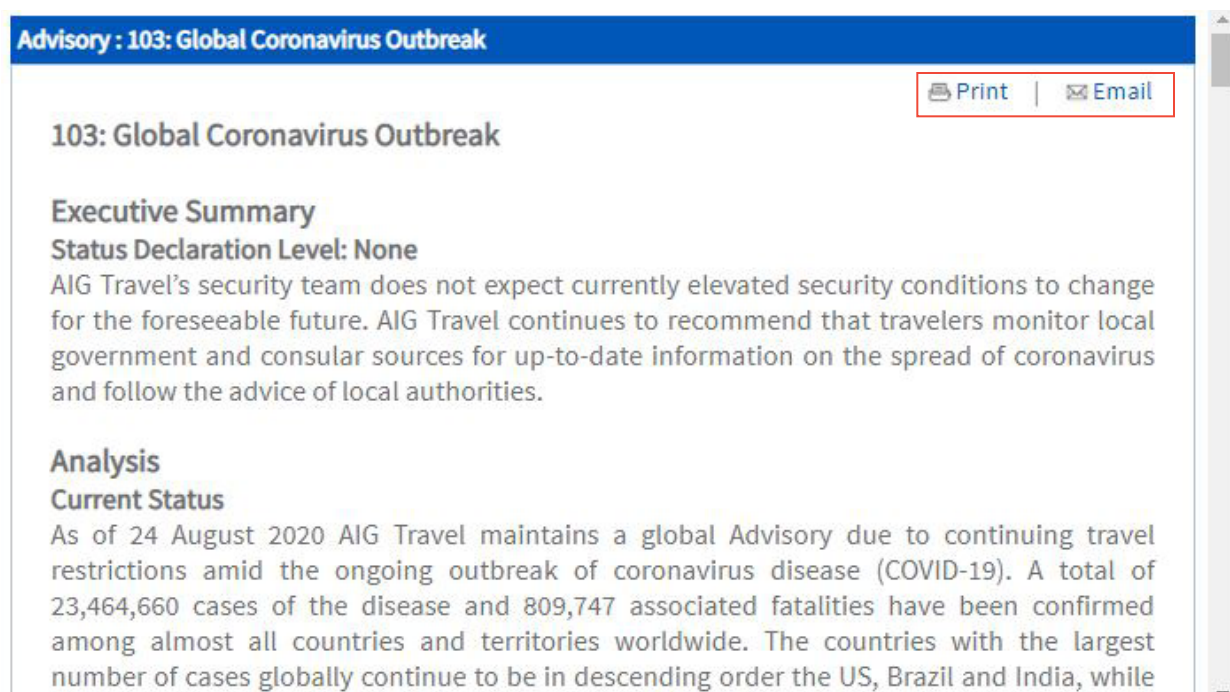 Advisory : 103: Global Coronavirus Outbreak
Print | Email
103: Global Coronavirus Outbreak
Executive Summary
Status Declaration Level: None
AIG Travel’s security team does not expect currently elevated security conditions to change
for the foreseeable future. AIG Travel continues to recommend that travelers monitor local
government and consular sources for up-to-date information on the spread of coronavirus
and follow the advice of local authorities.
Analysis
Current Status
As of 24 August 2020 AIG Travel maintains a global Advisory due to continuing travel
restrictions amid the ongoing outbreak of coronavirus disease (COVID-19). A total of
23,464,660 cases of the disease and 809,747 associated fatalities have been confirmed
among almost all countries and territories worldwide. The countries with the largest
number of cases globally continue to be in descending order the US, Brazil and India, while